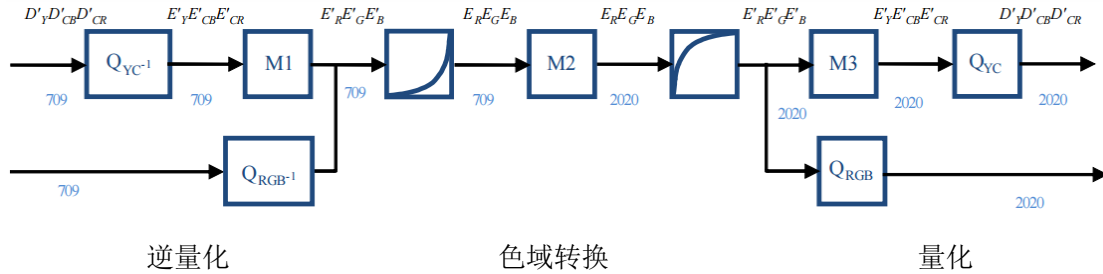 D'YD'CBD'CR E'YE'CBE'CR E'RE'GE'B EREGEB EREGEB E'RE'GE'B E'YE'CBE'CR D'YD'CBD'CR
QYC-1 M1 M2 M3 QYC
709 709 709 709 2020 2020 2020 2020
QRGB-1 QRGB
709 2020
逆量化 色域转换 量化